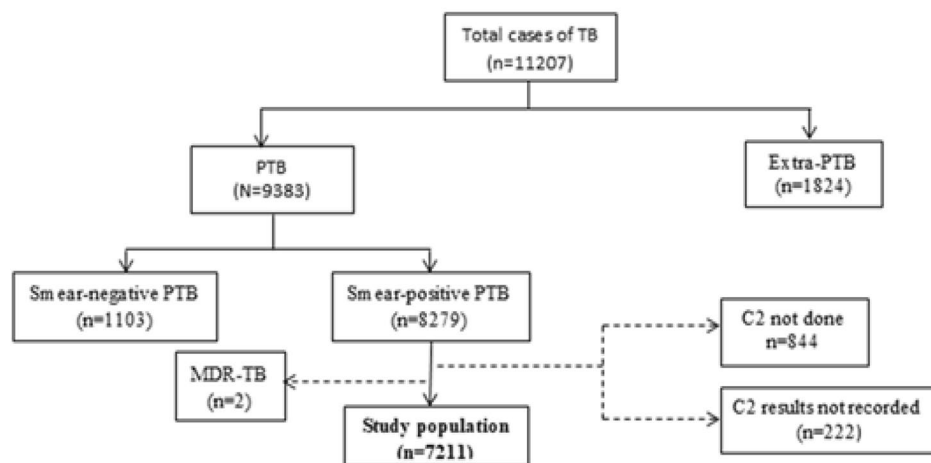 Total cases of TB
(n=11207)
PTB
(N=9383)
Extra-PTB
(n=1824)
Smear-negative PTB
(n=1103)
Smear-positive PTB
(n=8279)
C2 not done
n=844
MDR-TB
(n=2)
C2 results not recorded
(n=222)
Study population
(n=7211)